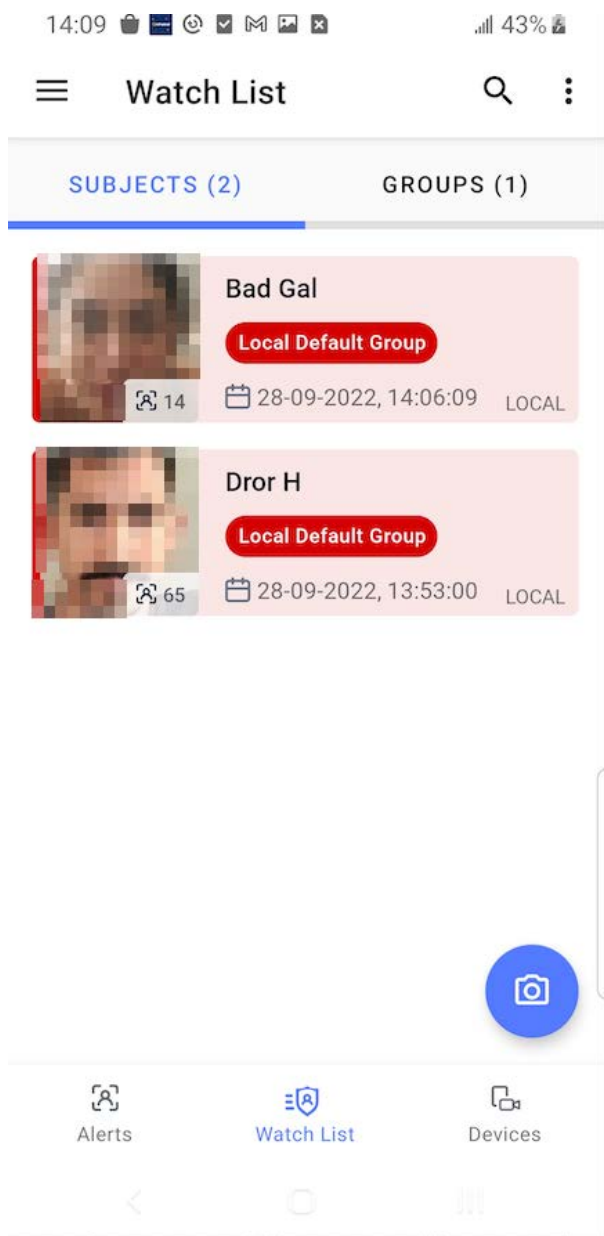 14:09 43%
Watch List
SUBJECTS (2) GROUPS (1)
Bad Gal
Local Default Group
14 28-09-2022, 14:06:09 LOCAL
Dror H
Local Default Group
65 28-09-2022, 13:53:00 LOCAL
Alerts Watch List Devices